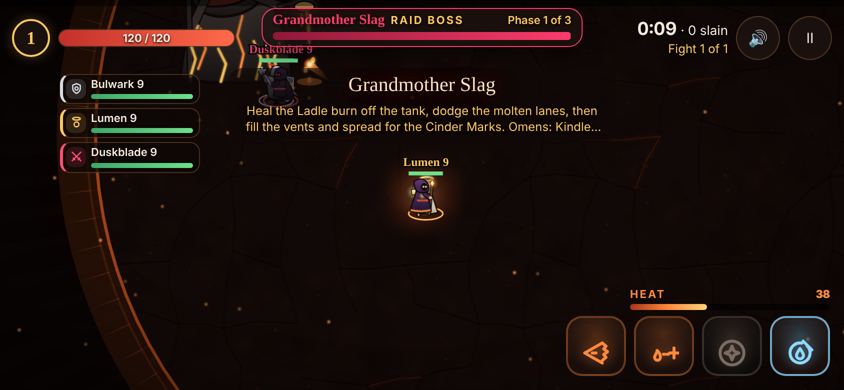 1
120 / 120
Grandmother Slag RAID BOSS Phase 1 of 3
0:09 · 0 slain
Fight 1 of 1
Duskblade 9
Bulwark 9
Lumen 9
Duskblade 9
Grandmother Slag
Heal the Ladle burn off the tank, dodge the molten lanes, then
fill the vents and spread for the Cinder Marks. Omens: Kindle...
Lumen 9
HEAT 38